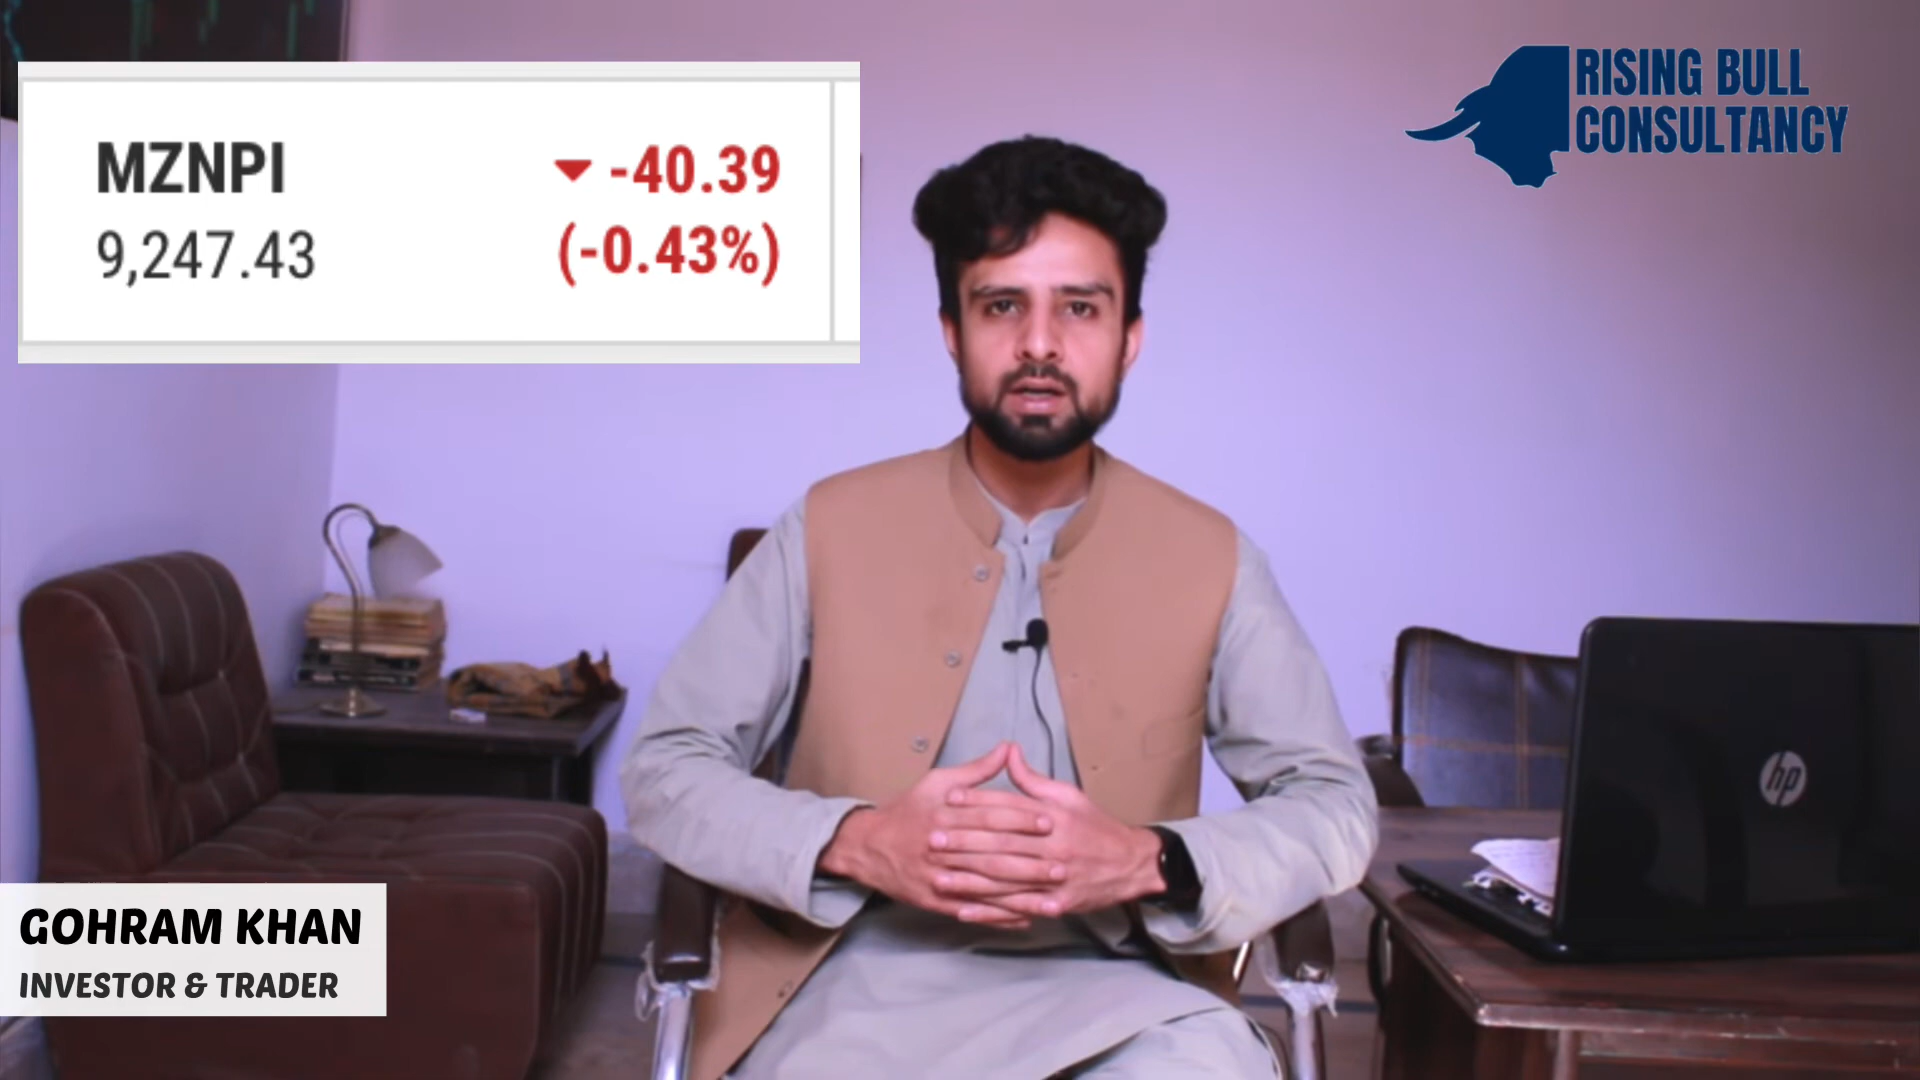 MZNPI
▼ -40.39
9,247.43
(-0.43%)
RISING BULL
CONSULTANCY
hp
GOHRAM KHAN
INVESTOR & TRADER